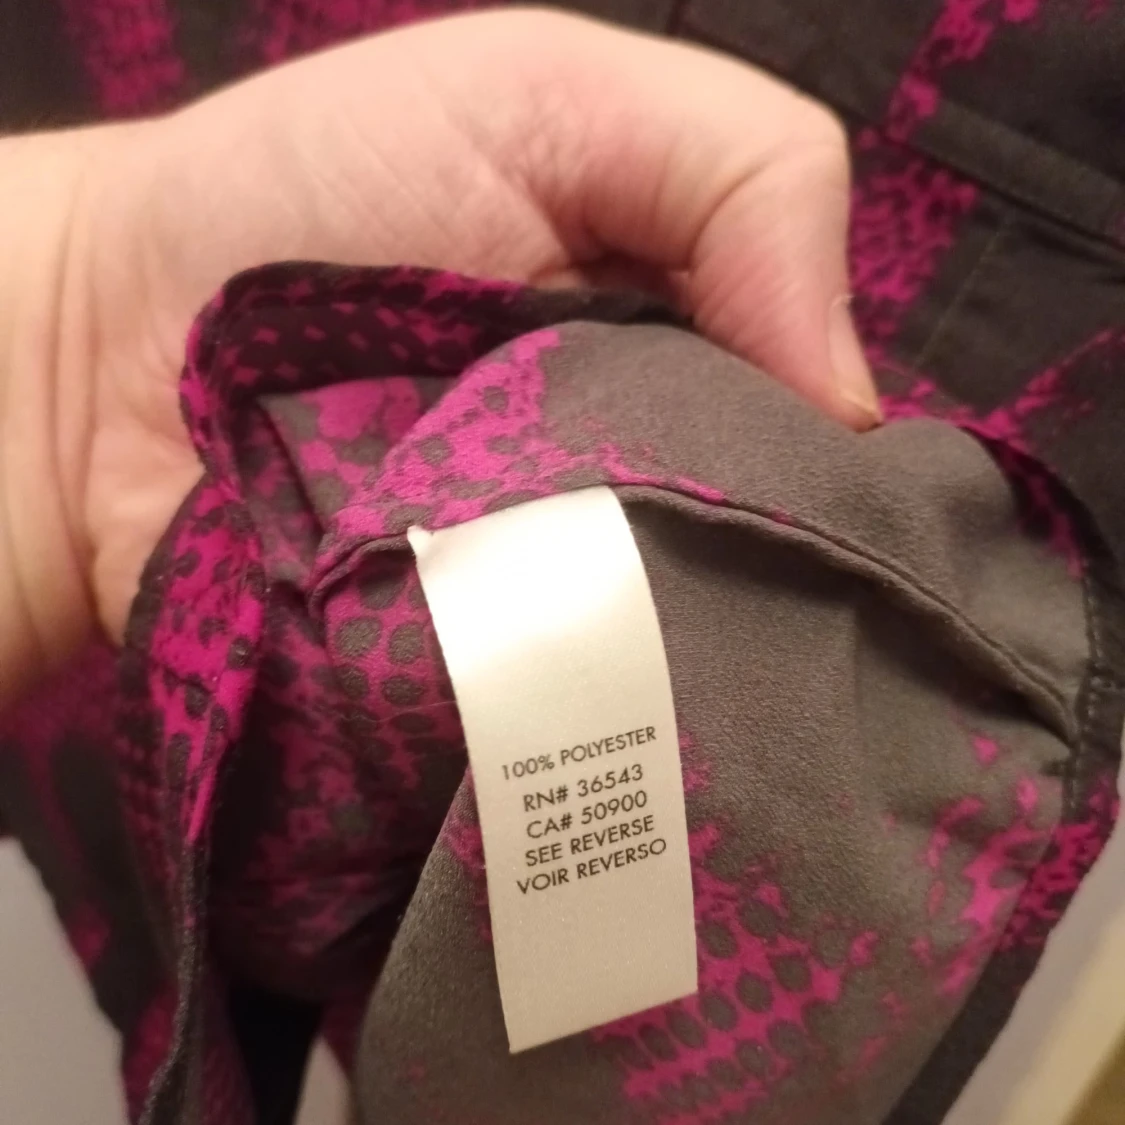 100% POLYESTER
RN# 36543
CA# 50900
SEE REVERSE
VOIR REVERSO